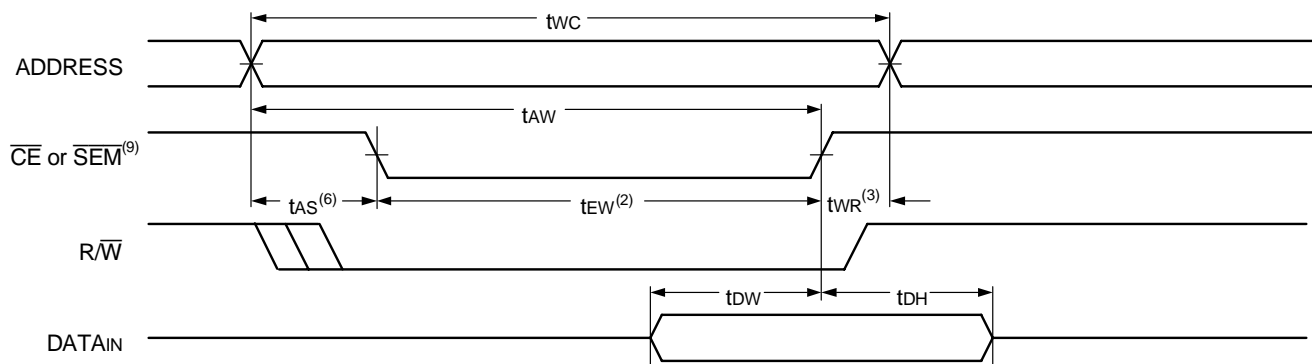 tWC
ADDRESS
tAW
CE or SEM(9)
tAS(6) tEW(2) tWR(3)
R/W
tDW tDH
DATAIN